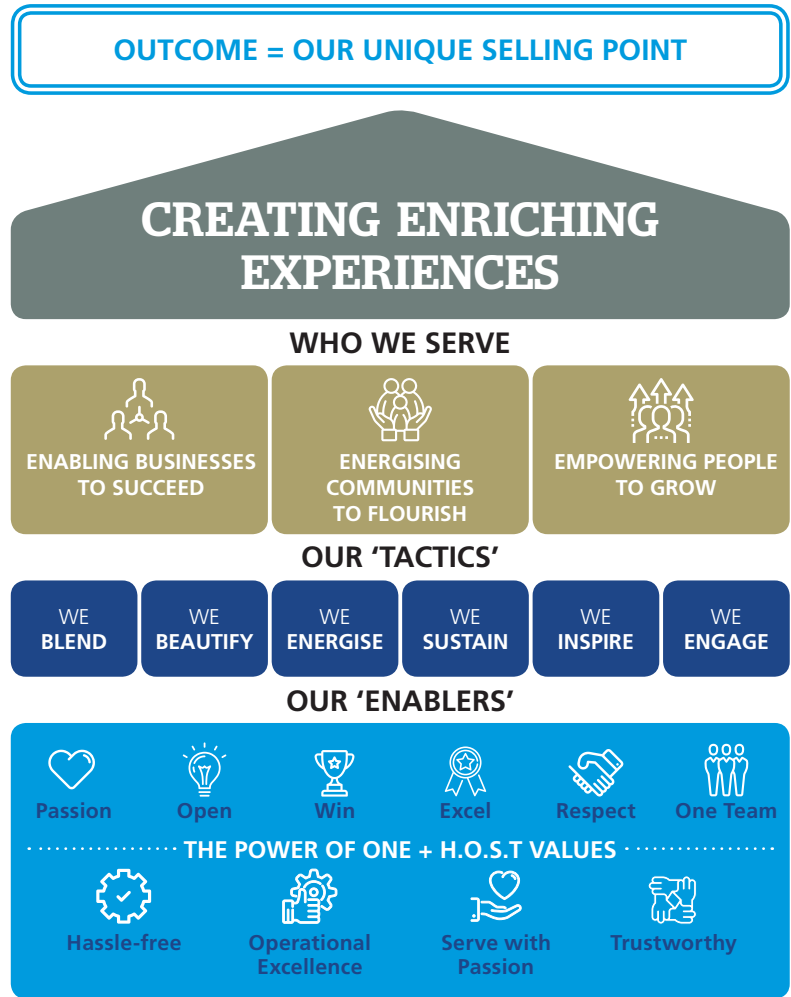 OUTCOME = OUR UNIQUE SELLING POINT
CREATING ENRICHING
EXPERIENCES
WHO WE SERVE
ENABLING BUSINESSES
TO SUCCEED
ENERGISING
COMMUNITIES
TO FLOURISH
EMPOWERING PEOPLE
TO GROW
OUR ‘TACTICS’
WE
BLEND
WE
BEAUTIFY
WE
ENERGISE
WE
SUSTAIN
WE
INSPIRE
WE
ENGAGE
OUR ‘ENABLERS’
Passion
Open
Win
Excel
Respect
One Team
THE POWER OF ONE + H.O.S.T VALUES
Hassle-free
Operational
Excellence
Serve with
Passion
Trustworthy